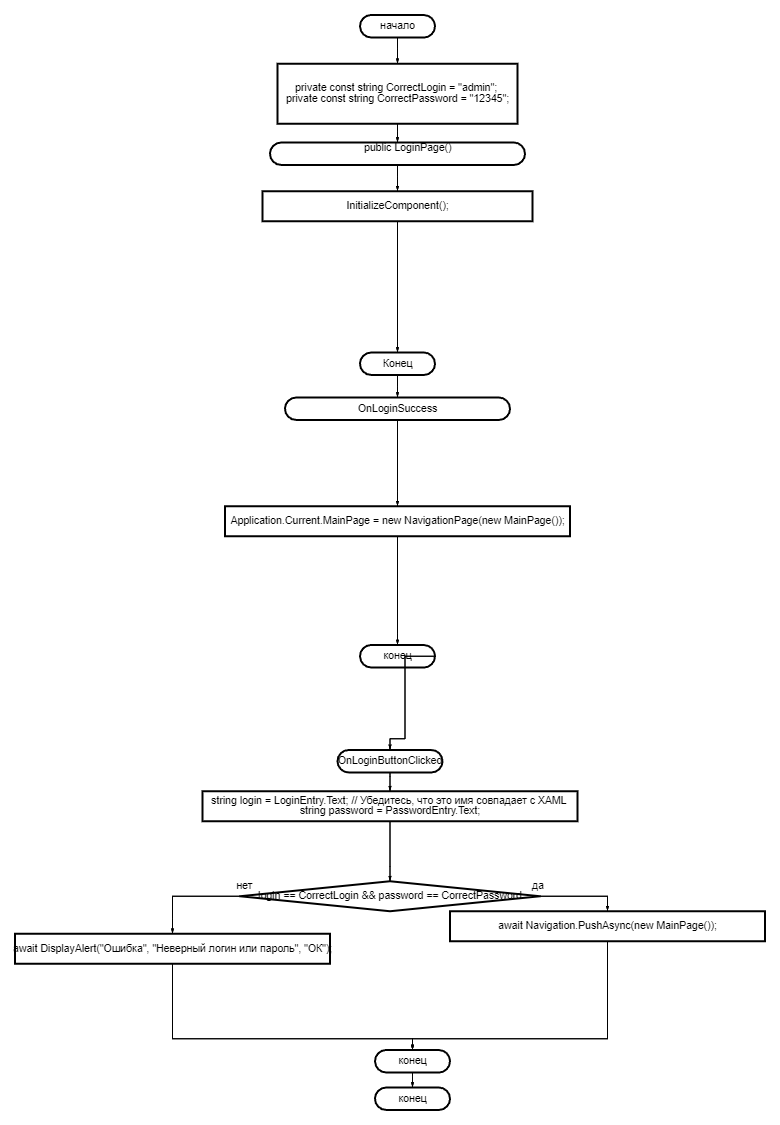 начало
private const string CorrectLogin = "admin";
private const string CorrectPassword = "12345";
public LoginPage()
InitializeComponent();
Конец
OnLoginSuccess
Application.Current.MainPage = new NavigationPage(new MainPage());
конец
OnLoginButtonClicked
string login = LoginEntry.Text; // Убедитесь, что это имя совпадает с XAML
string password = PasswordEntry.Text;
нет
да
login == CorrectLogin && password == CorrectPassword
await Navigation.PushAsync(new MainPage());
await DisplayAlert("Ошибка", "Неверный логин или пароль", "ОК");
конец
конец